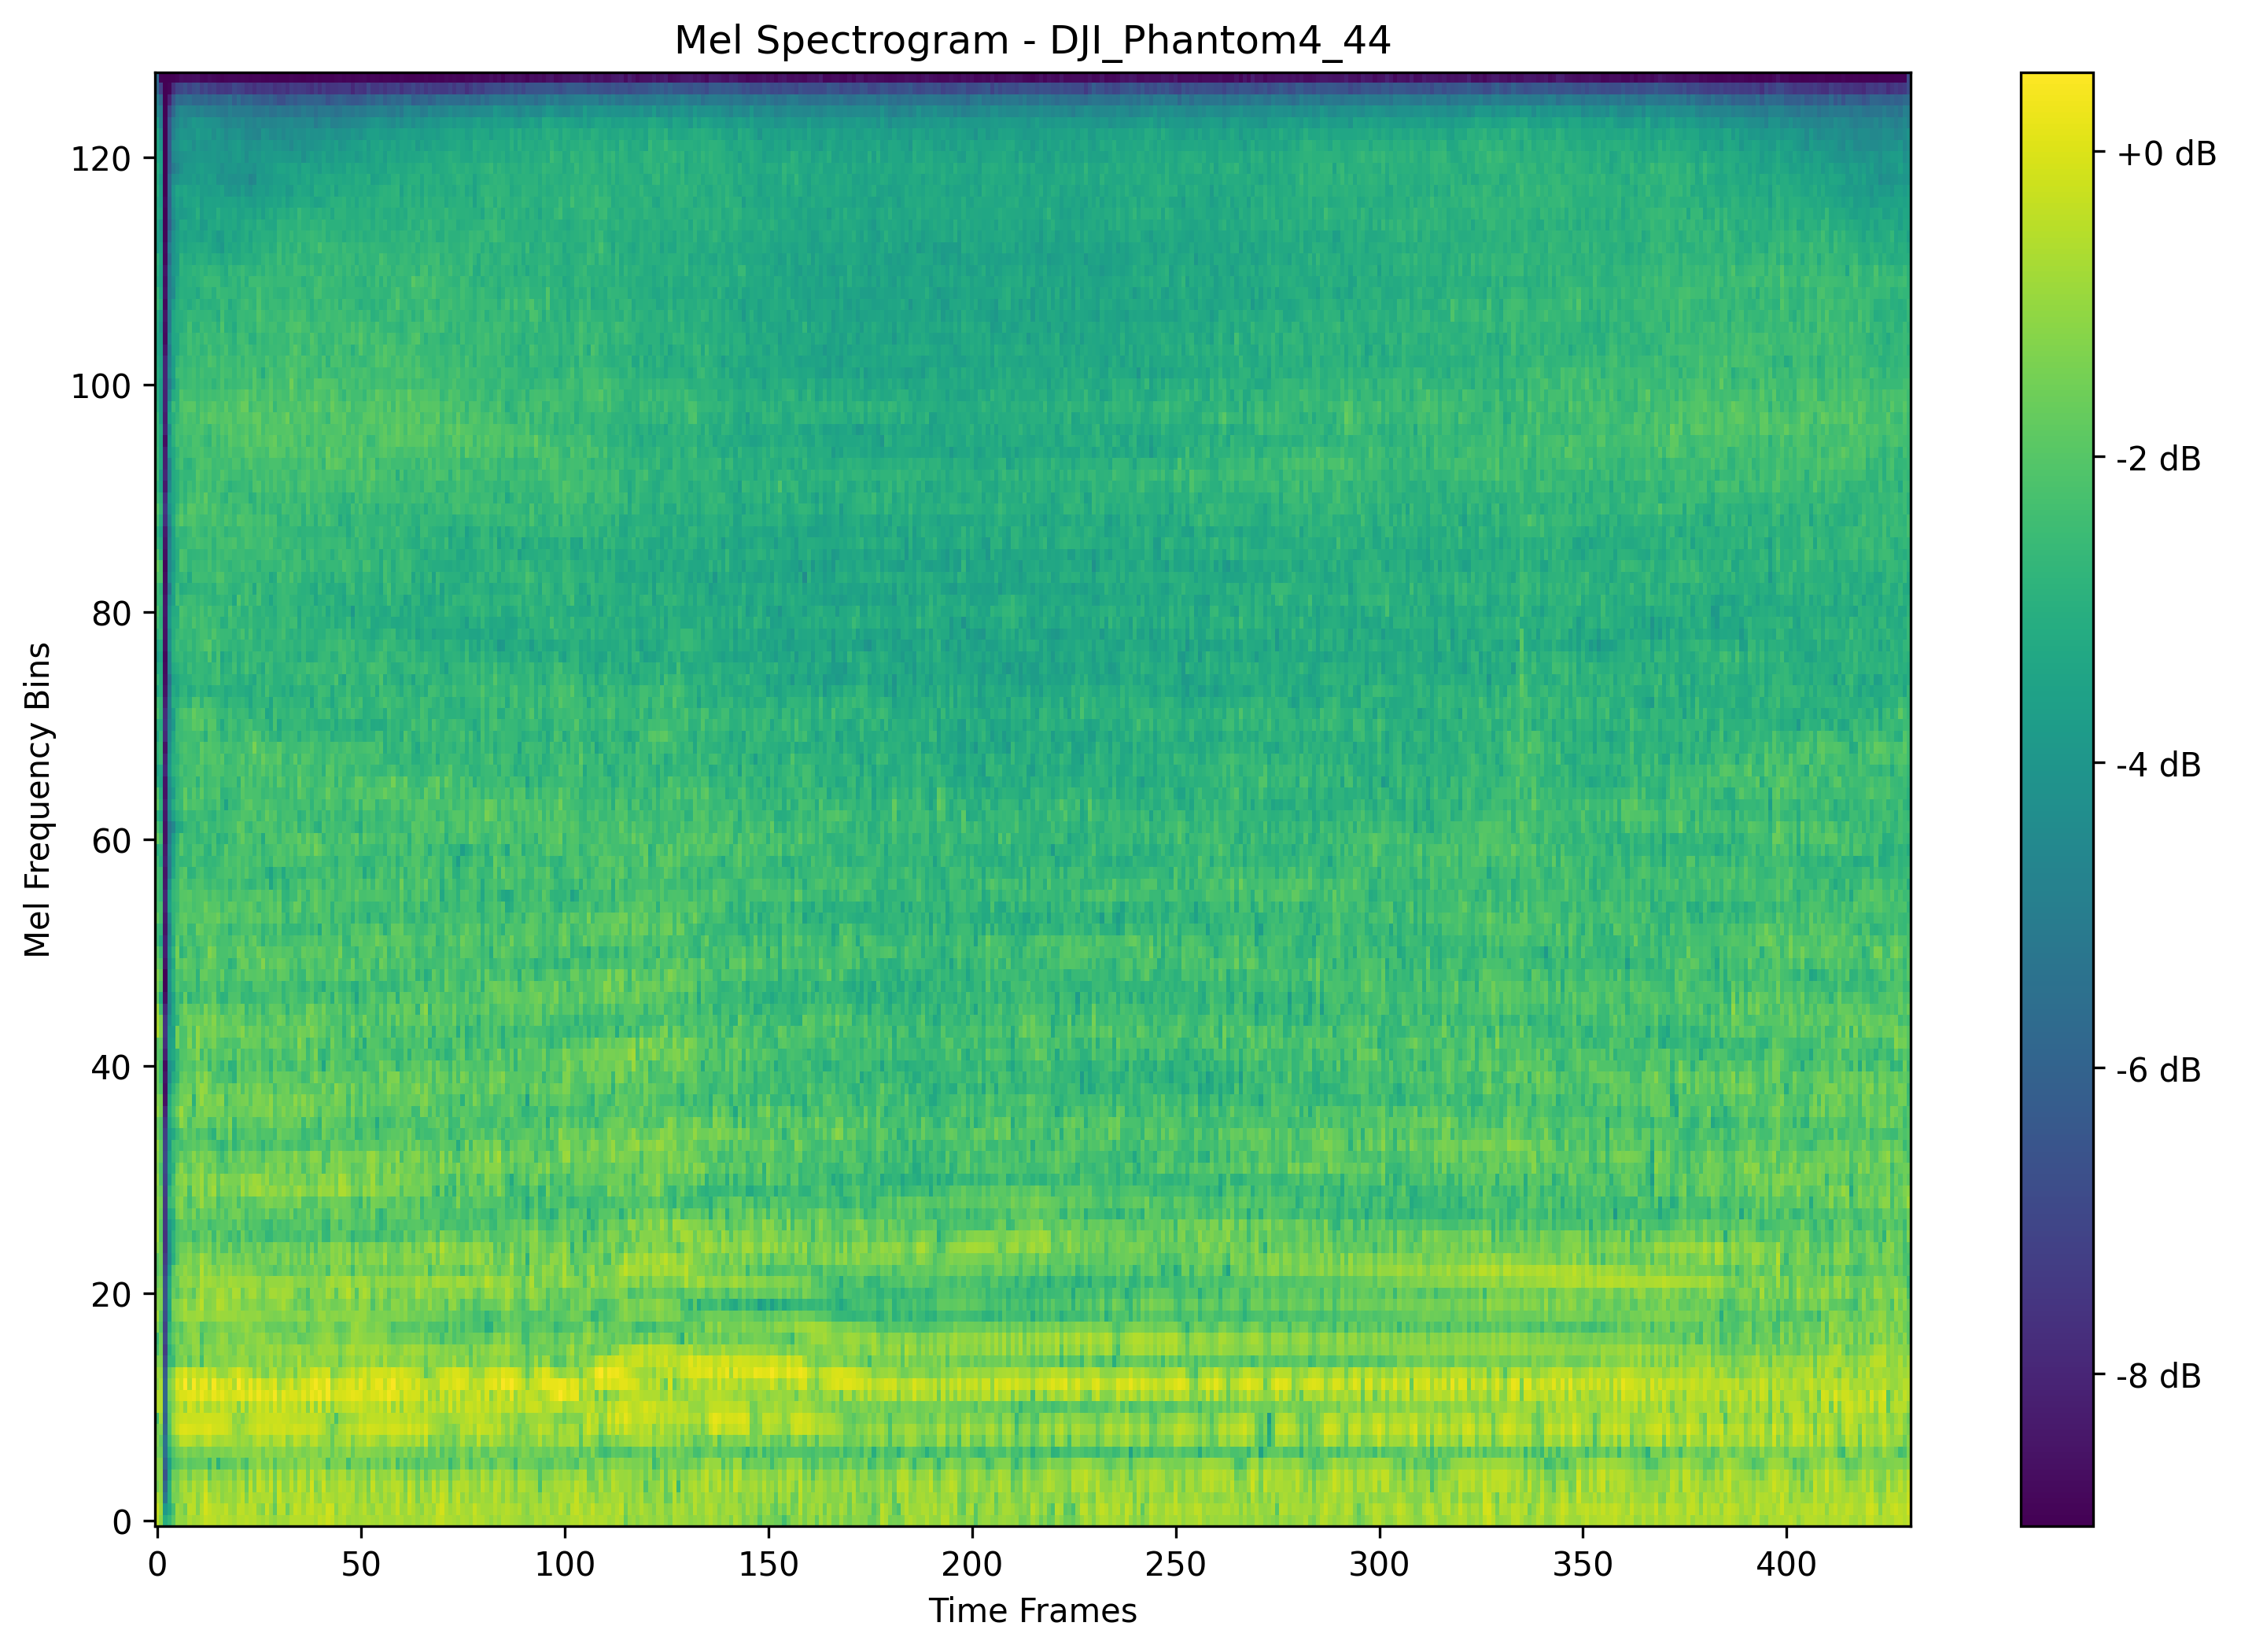 Mel Spectrogram - DJI_Phantom4_44
120
100
80
60
40
20
0
Mel Frequency Bins
0 50 100 150 200 250 300 350 400
Time Frames
+0 dB
-2 dB
-4 dB
-6 dB
-8 dB